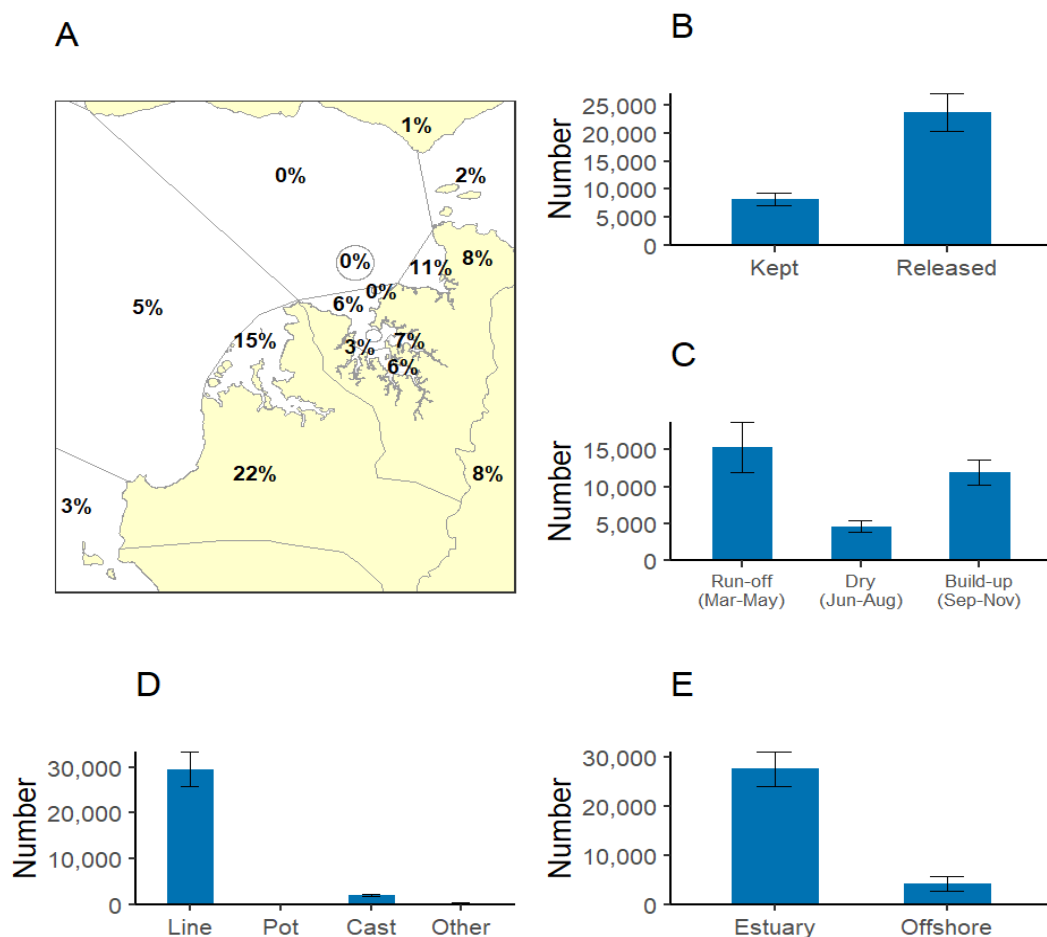 A
1%
0%
2%
8%
0%
11%
0%
6%
5%
15%
7%
3%
6%
22%
8%
3%
B
Number
25,000
20,000
15,000
10,000
5,000
0
Kept Released
C
Number
15,000
10,000
5,000
0
Run-off Dry Build-up
(Mar-May) (Jun-Aug) (Sep-Nov)
D
Number
30,000
20,000
10,000
0
Line Pot Cast Other
E
Number
30,000
20,000
10,000
0
Estuary Offshore